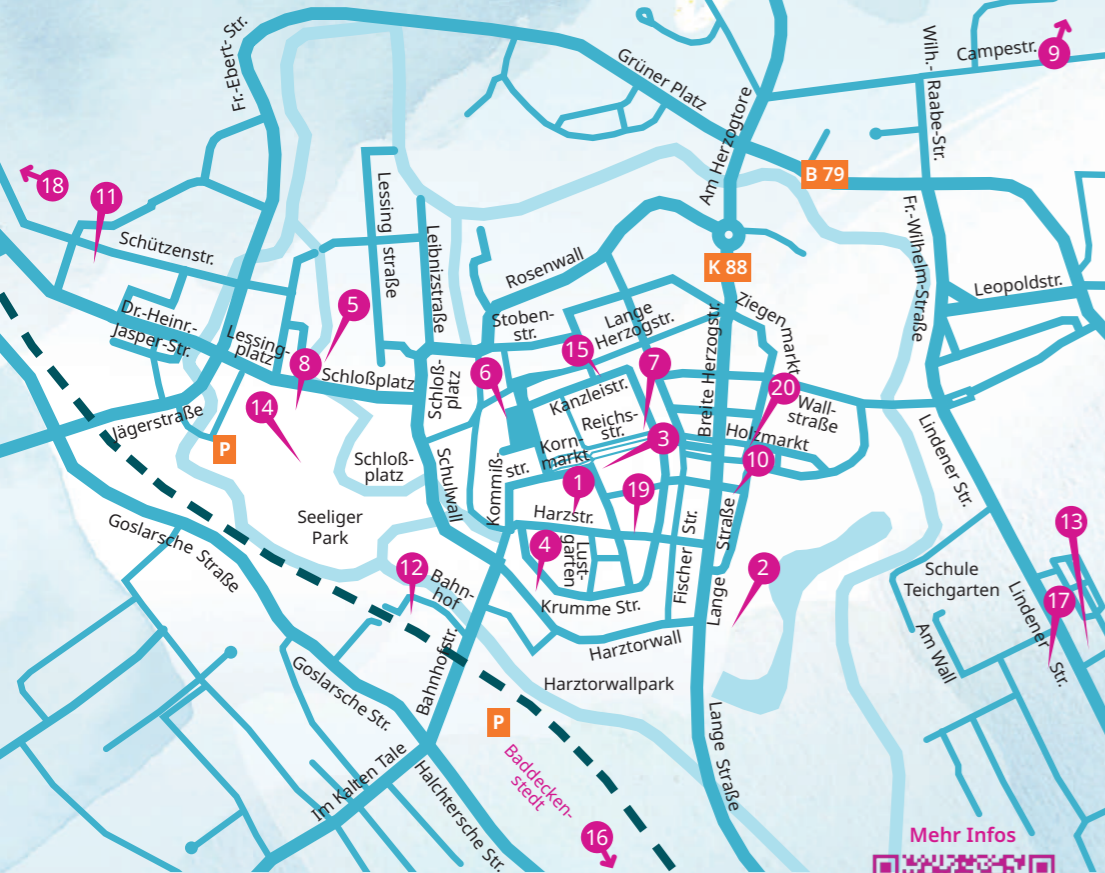 Fr.-Ebert-Str.
Grüner Platz
Wilh.-
Raabe-Str.
Campestr.
9
Am Herzogtore
B 79
18
11
Schützenstr.
Lessing
straße
Leibnizstraße
Rosenwall
K 88
Fr.-Wilhelm-Straße
Leopoldstr.
Dr.-Heinr.-
Jasper-Str.
Lessing-
platz
5
8
Schloßplatz
Schloß-
platz
Stoben-
str.
Lange
Herzogstr.
Ziegen
markt
Breite Herzogstr.
15
7
6
20
Kanzleistr.
Reichs-
str.
Wall-
straße
Holzmarkt
14
Jägerstraße
P
Schloß-
platz
Korn-
markt
3
10
Kommiß-
str.
Schulwall
1
19
Harzstr.
Lindener Str.
Seeliger
Park
Goslarsche Straße
4
Lust-
garten
Fischer Str.
Lange
Straße
2
13
12
Bahn-
hof
Krumme Str.
Schule
Teichgarten
17
Lindener
Str.
Am Wall
Harztorwall
Bahnhofstr.
Goslarsche Str.
Harztorwallpark
P
Lange Straße
Im Kalten Tale
Halchtersche Str.
Baddecken-
stedt
16
Mehr Infos